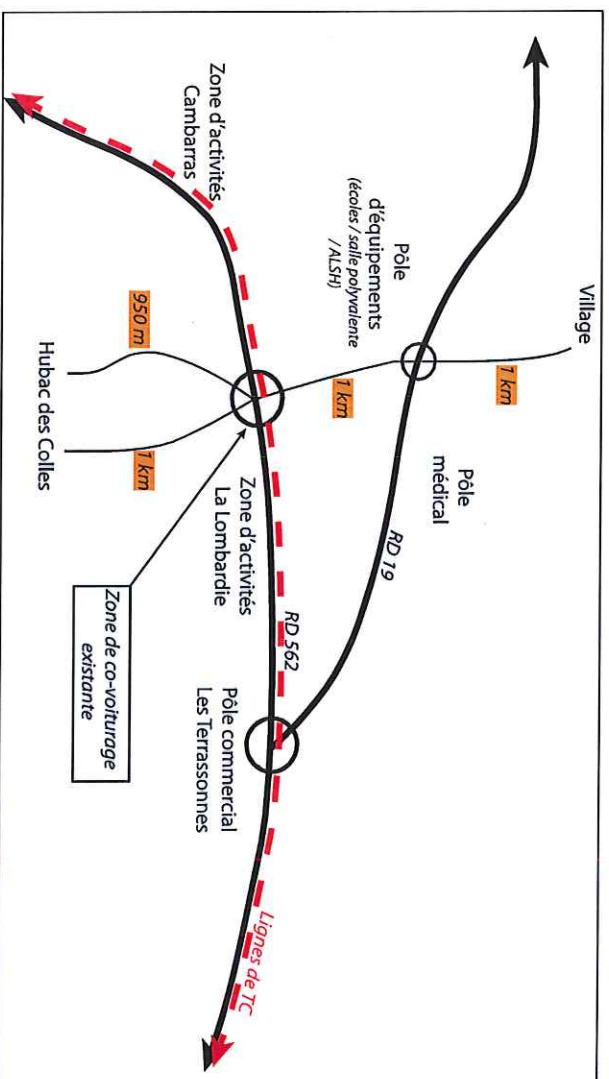 Village
1 km
Pôle
d'équipements
(écoles / salle polyvalente
/ ALSH)
Pôle
médical
RD 19
1 km
Zone d'activités
Cambarras
950 m
1 km
Hubac des Colles
Zone d'activités
La Lombardie
RD 562
Pôle commercial
Les Terrassonnes
Zone de co-voiturage
existante
Lignes de TC